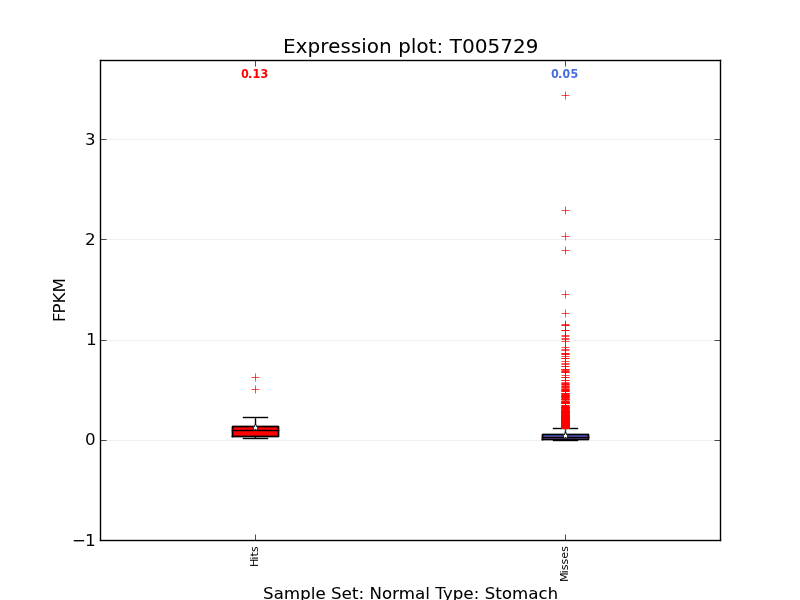 Expression plot: T005729
0.13
0.05
3
2
1
0
−1
FPKM
Hits
Misses
Sample Set: Normal Type: Stomach